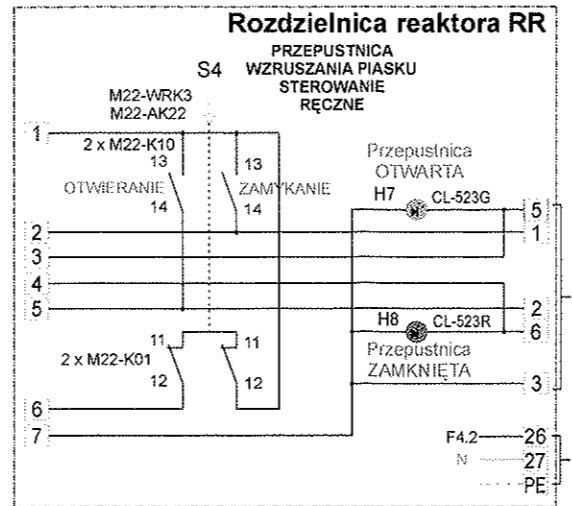 Rozdzielnica reaktora RR
PRZEPUSTNICA
WZRUSZANIA PIASKU
STEROWANIE
RĘCZNE
S4
M22-WRK3
M22-AK22
1
2 x M22-K10
13
13
OTWIERANIE
ZAMYKANIE
14
14
Przepustnica
OTWARTA
H7
CL-523G
5
2
1
3
4
5
2
H8
CL-523R
6
Przepustnica
ZAMKNIĘTA
11
11
2 x M22-K01
12
12
3
6
7
F4.2
26
N
27
PE